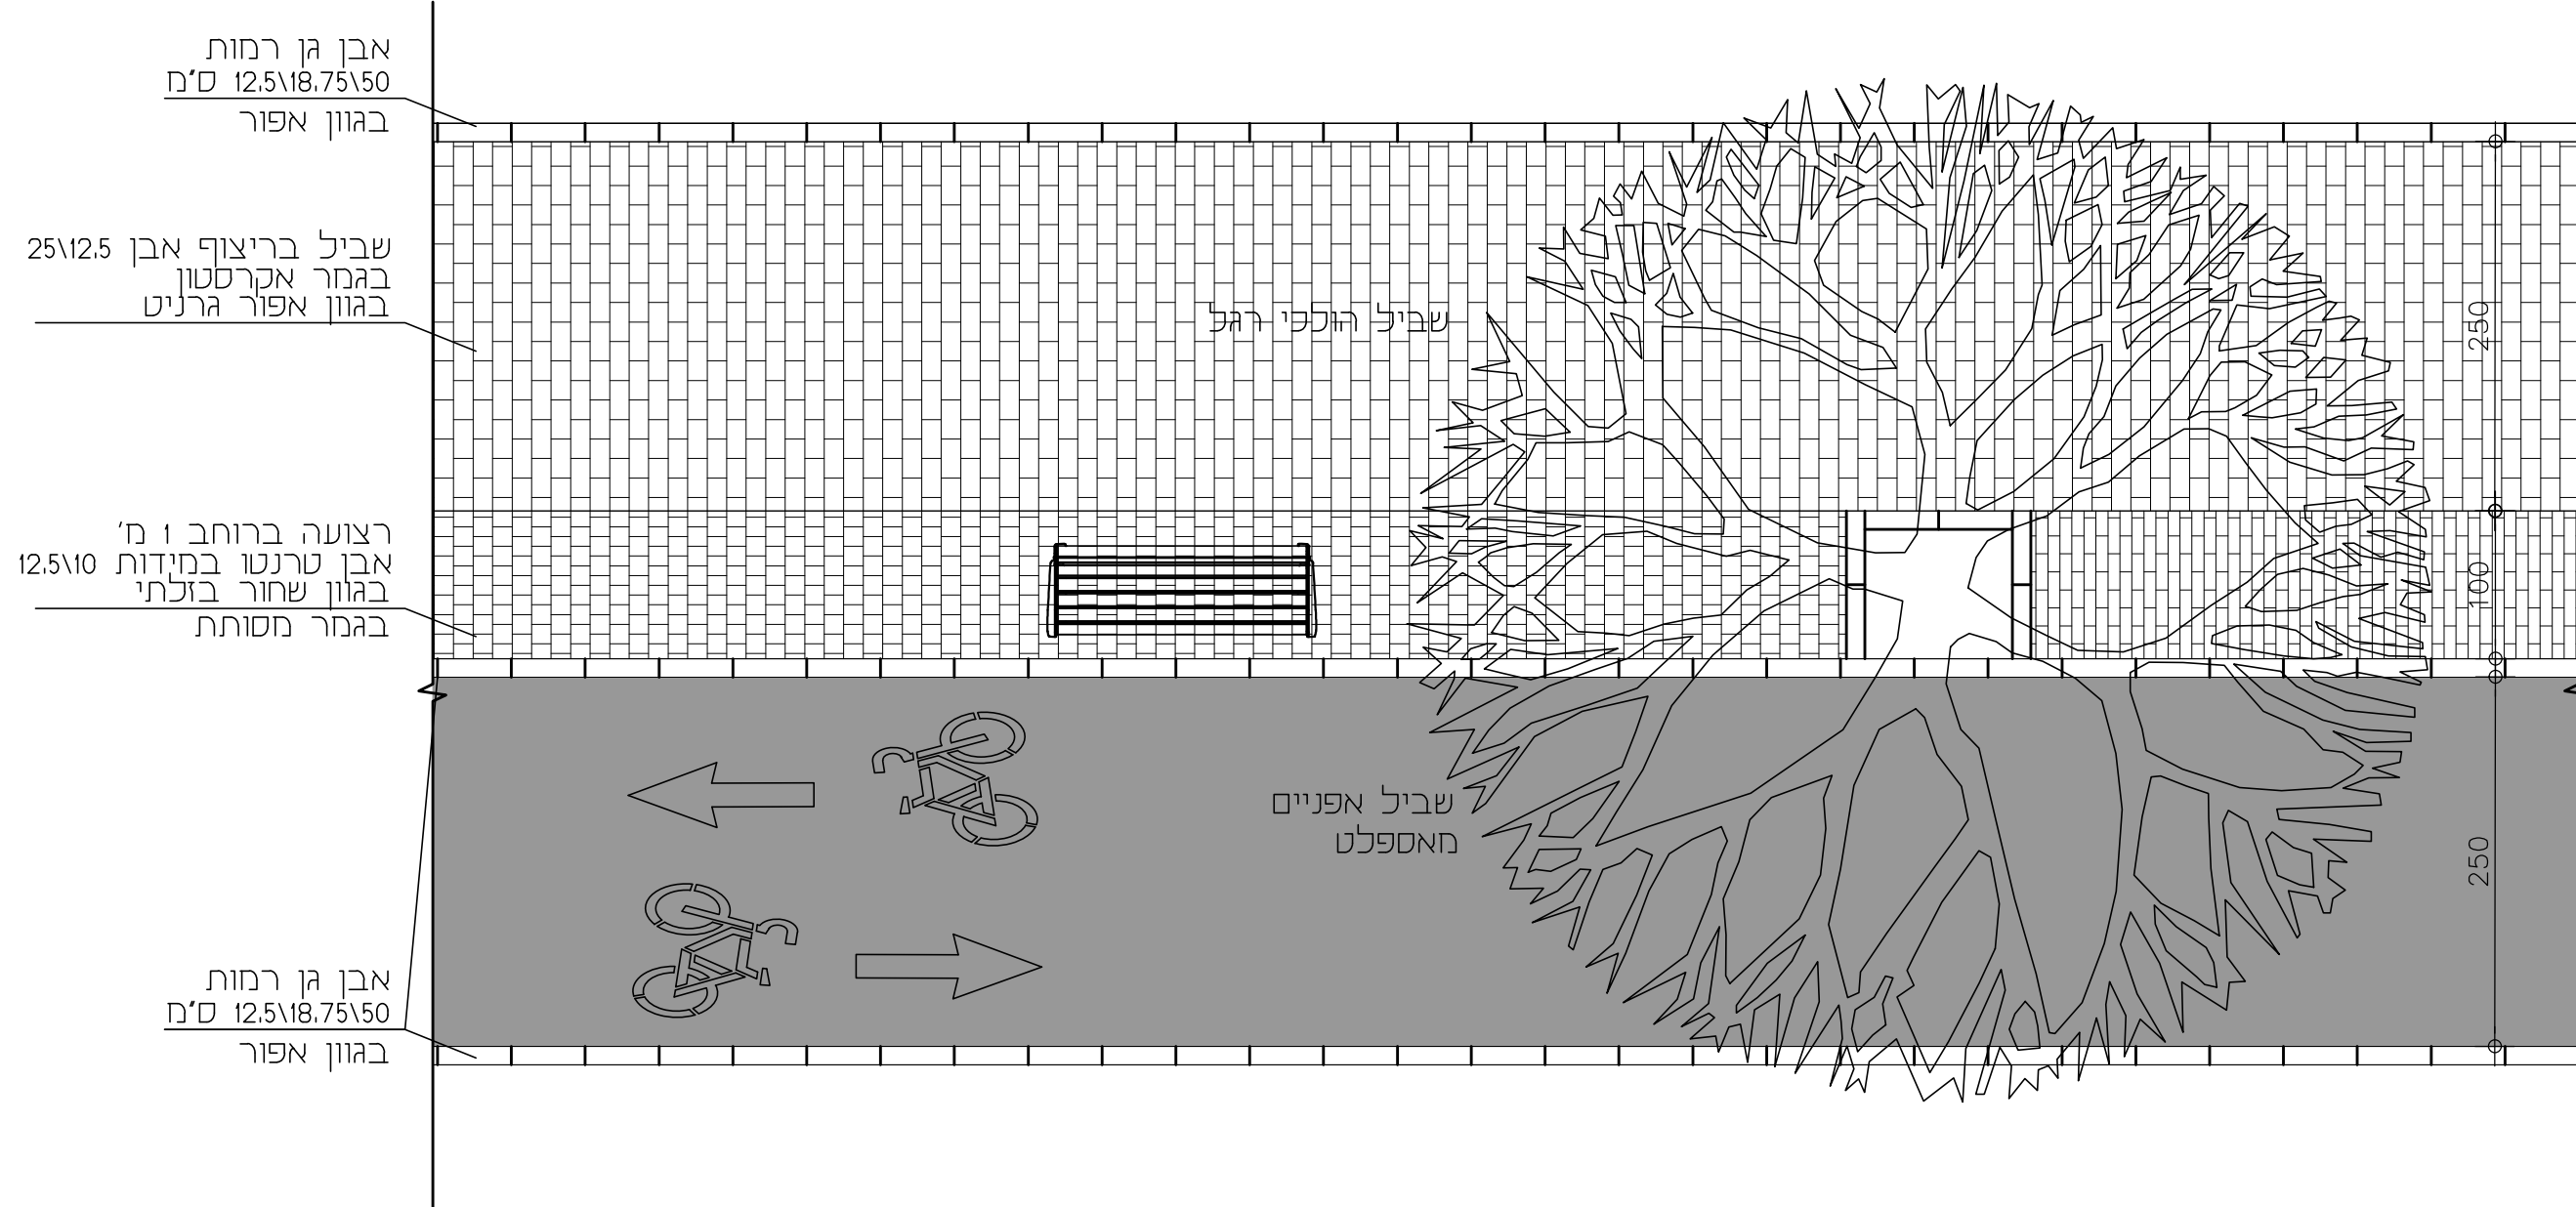 אבן גן רמות
12.5\18.75\50 ס"מ
בגוון אפור
שביל בריצוף אבן 25\12.5
בגמר אקרסטון
בגוון אפור גרניט
שביל הולכי רגל
250
רצועה ברוחב 1 מ'
אבן טרנטו במידות 12.5\10
בגוון שחור בזלתי
בגמר מסותת
100
שביל אפניים
מאספלט
250
אבן גן רמות
12.5\18.75\50 ס"מ
בגוון אפור